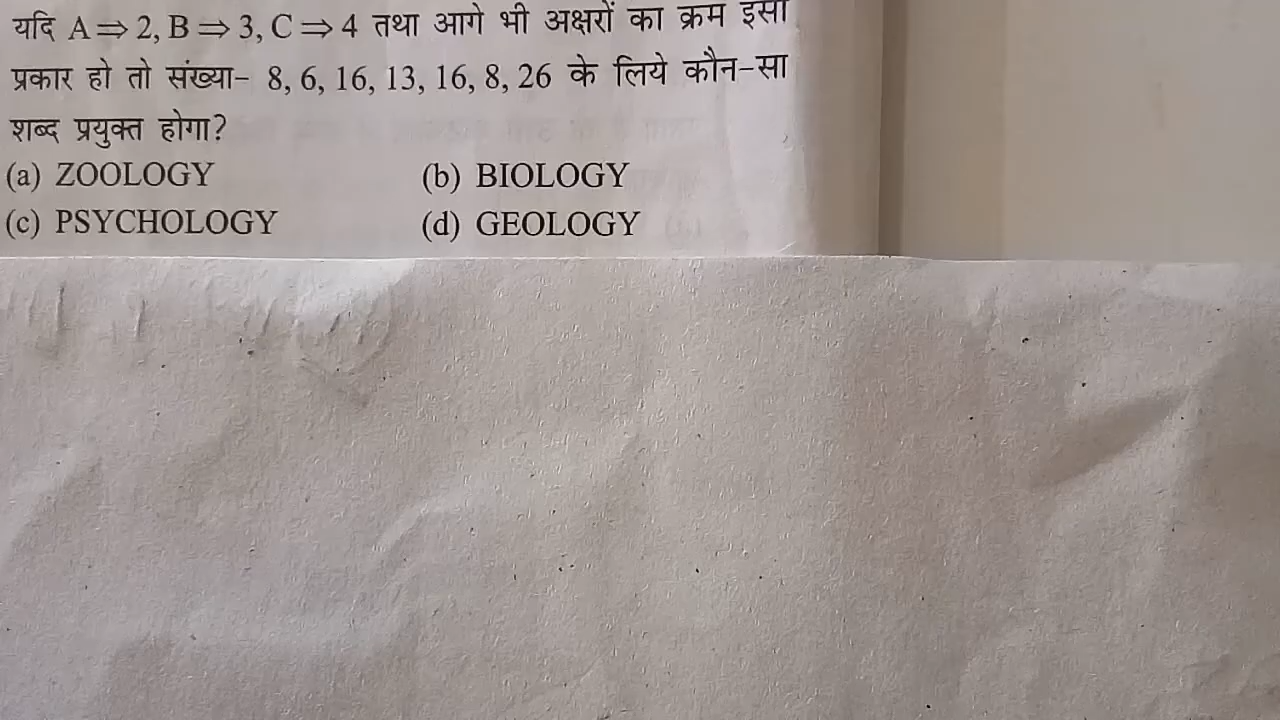 यदि A ⇒ 2, B ⇒ 3, C ⇒ 4 तथा आगे भी अक्षरों का क्रम इसी
प्रकार हो तो संख्या- 8, 6, 16, 13, 16, 8, 26 के लिये कौन-सा
शब्द प्रयुक्त होगा?
(a) ZOOLOGY (b) BIOLOGY
(c) PSYCHOLOGY (d) GEOLOGY